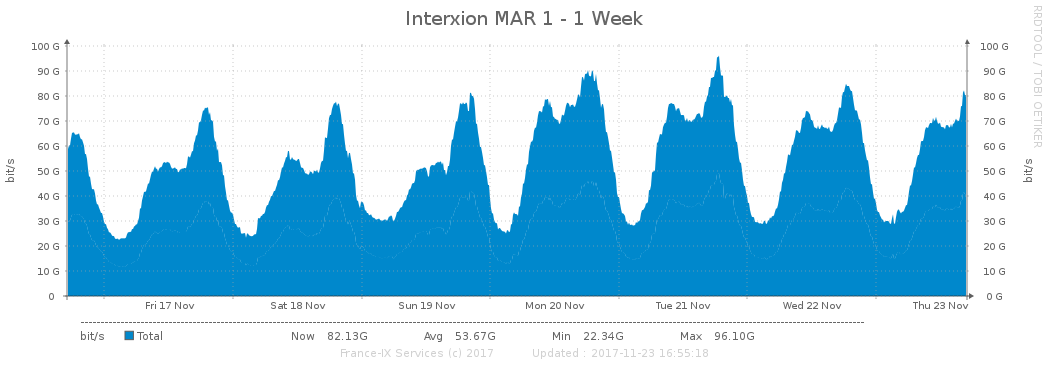 Interxion MAR 1 - 1 Week
RRDTOOL / TOBI OETIKER
bit/s
100 G 100 G
90 G 90 G
80 G 80 G
70 G 70 G
60 G 60 G
50 G 50 G
40 G 40 G
30 G 30 G
20 G 20 G
10 G 10 G
0 0 G
bit/s
Fri 17 Nov Sat 18 Nov Sun 19 Nov Mon 20 Nov Tue 21 Nov Wed 22 Nov Thu 23 Nov
bit/s Total Now 82.13G Avg 53.67G Min 22.34G Max 96.10G
France-IX Services (c) 2017 Updated : 2017-11-23 16:55:18